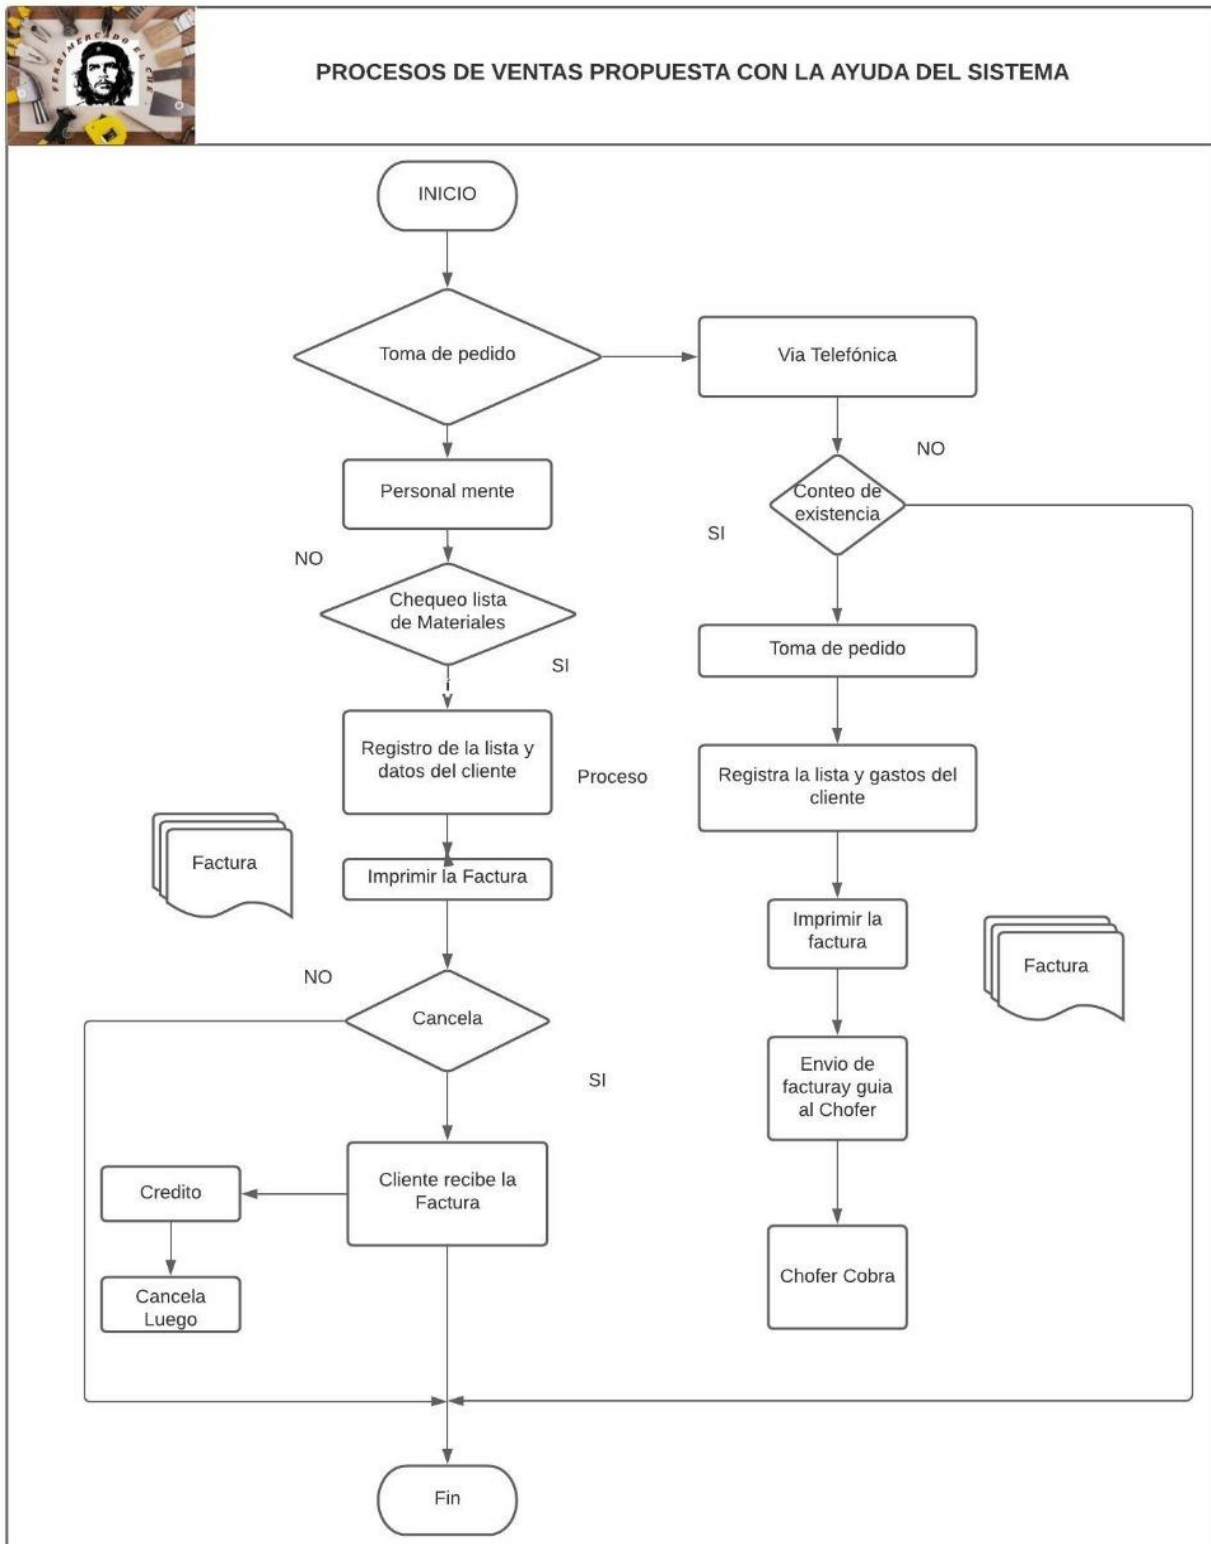 FERRIMERCADO EL CHE
PROCESOS DE VENTAS PROPUESTA CON LA AYUDA DEL SISTEMA
INICIO
Toma de pedido
Via Telefónica
NO
Personal mente
Conteo de
existencia
SI
NO
Chequeo lista
de Materiales
SI
Toma de pedido
Registro de la lista y
datos del cliente
Proceso
Registra la lista y gastos del
cliente
Factura
Imprimir la Factura
Imprimir la
factura
Factura
NO
Cancela
SI
Envio de
facturay guia
al Chofer
Credito
Cliente recibe la
Factura
Cancela
Luego
Chofer Cobra
Fin